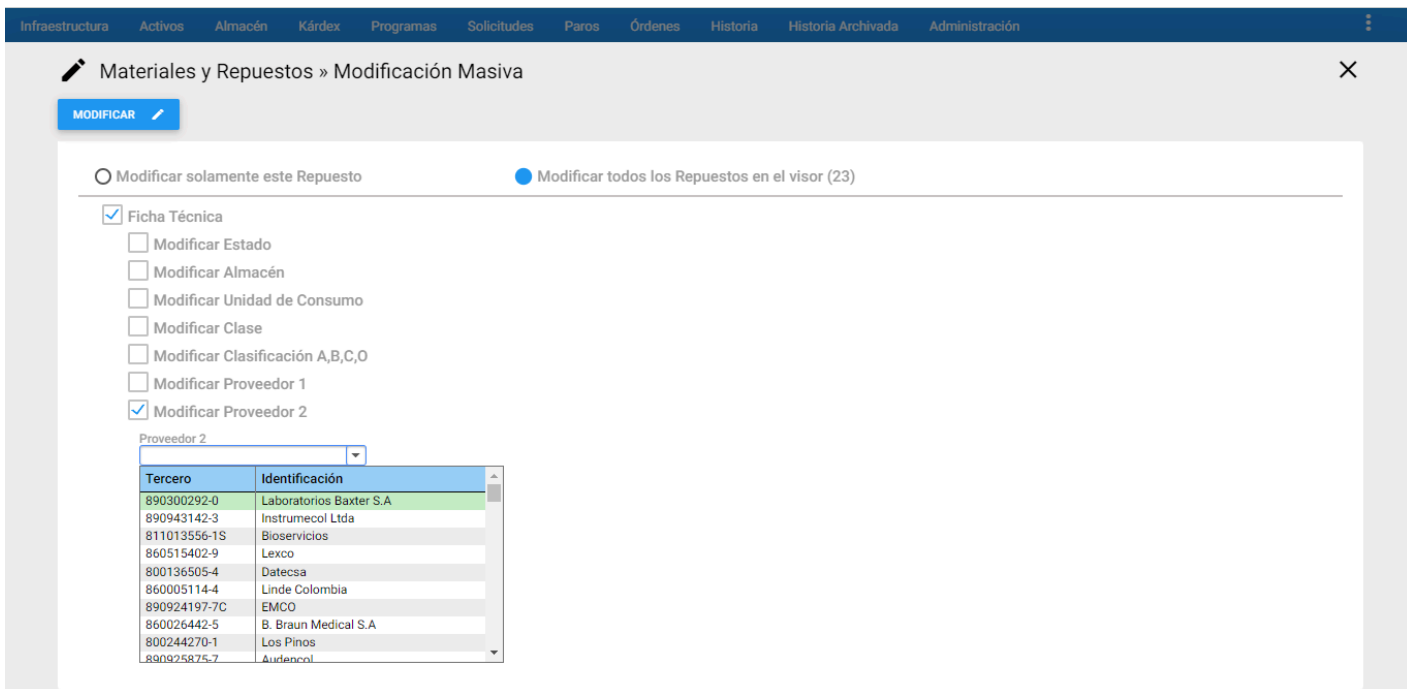 Infraestructura Activos Almacén Kárdex Programas Solicitudes Paros Órdenes Historia Historia Archivada Administración
Materiales y Repuestos » Modificación Masiva
MODIFICAR
Modificar solamente este Repuesto Modificar todos los Repuestos en el visor (23)
Ficha Técnica
Modificar Estado
Modificar Almacén
Modificar Unidad de Consumo
Modificar Clase
Modificar Clasificación A,B,C,O
Modificar Proveedor 1
Modificar Proveedor 2
Proveedor 2
Tercero Identificación
890300292-0 Laboratorios Baxter S.A
890943142-3 Instrumecol Ltda
811013556-1S Bioservicios
860515402-9 Lexco
800136505-4 Datecsa
860005114-4 Linde Colombia
890924197-7C EMCO
860026442-5 B. Braun Medical S.A
800244270-1 Los Pinos
890925875-7 Audencol